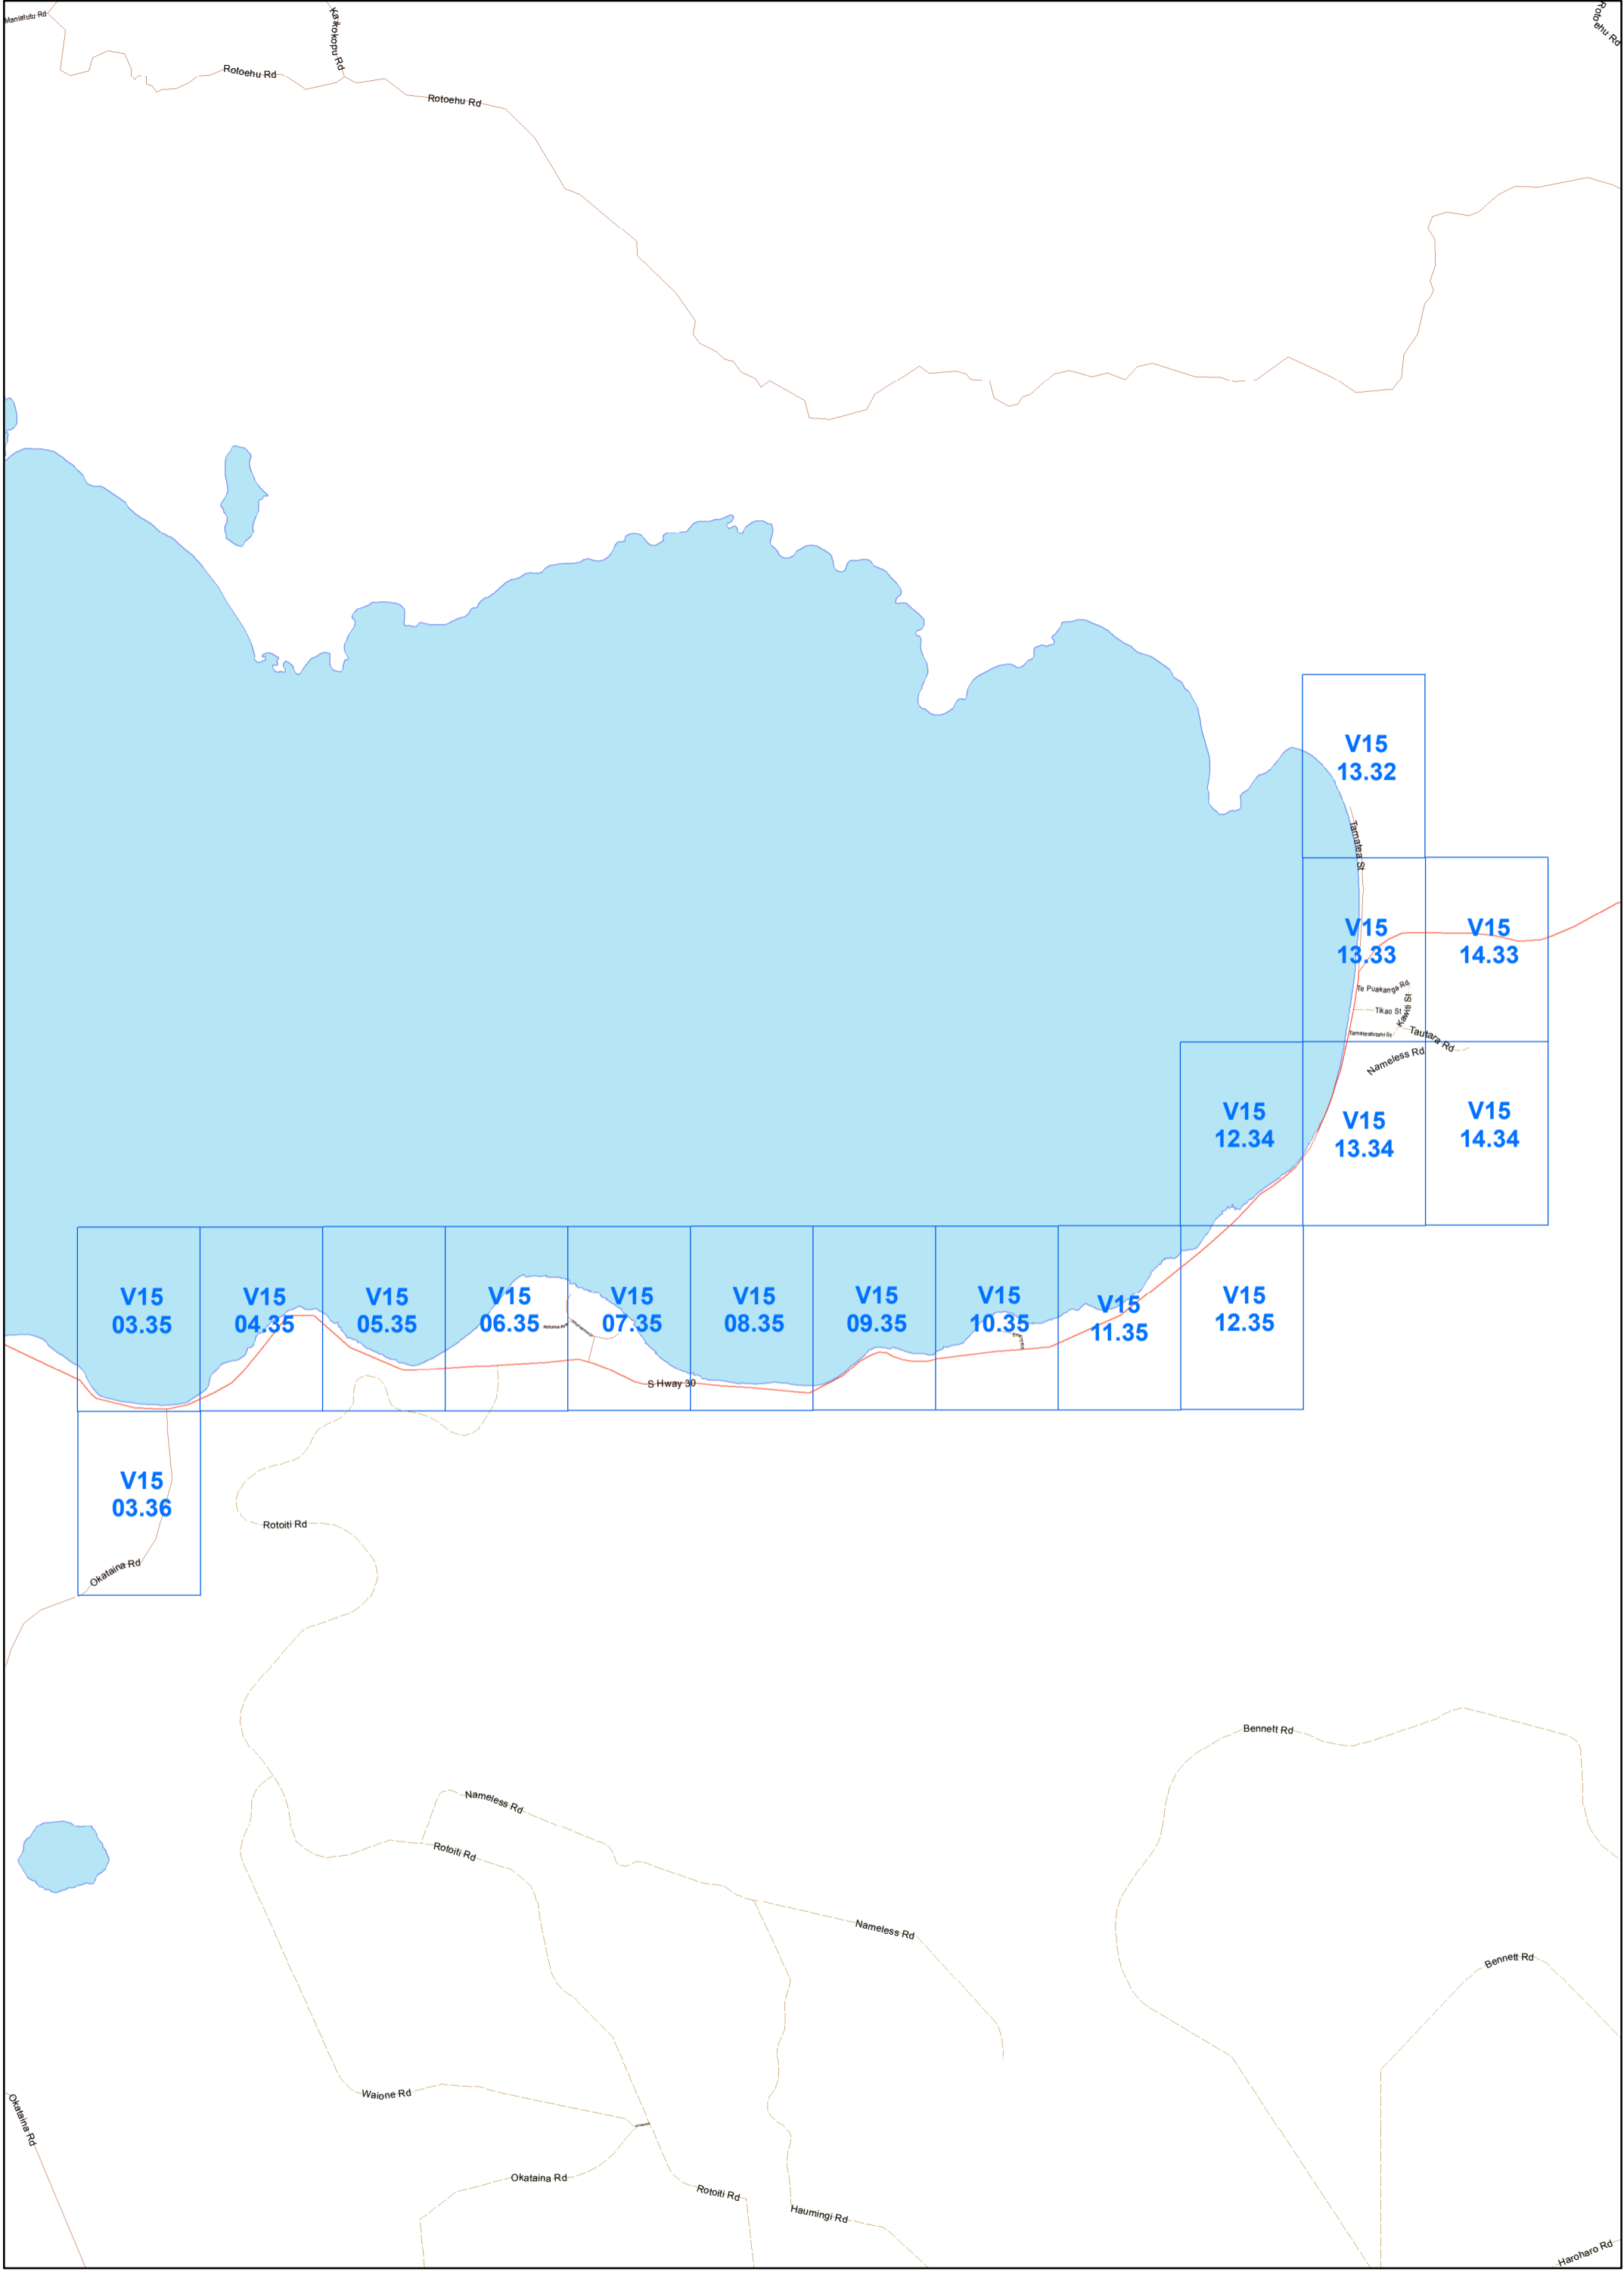 Maniatutu Rd
Kaikokopu Rd
Rotoehu Rd
Rotoehu Rd
Rotoehu Rd
V15
13.32
Tamatea St
V15
13.33
V15
14.33
Te Puakanga Rd
Tikao St
Kawiti St
Tautara Rd
Nameless Rd
V15
12.34
V15
13.34
V15
14.34
V15
03.35
V15
04.35
V15
05.35
V15
06.35
V15
07.35
V15
08.35
V15
09.35
V15
10.35
V15
11.35
V15
12.35
S Hway 30
V15
03.36
Okataina Rd
Rotoiti Rd
Bennett Rd
Nameless Rd
Rotoiti Rd
Nameless Rd
Bennett Rd
Waione Rd
Okataina Rd
Okataina Rd
Rotoiti Rd
Haumingi Rd
Haroharo Rd